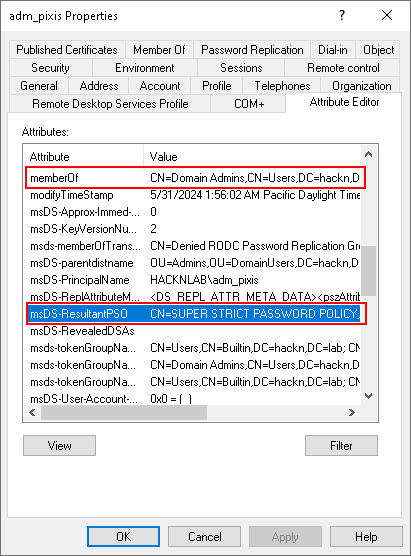 adm_pixis Properties
Published Certificates Member Of Password Replication Dial-in Object
Security Environment Sessions Remote control
General Address Account Profile Telephones Organization
Remote Desktop Services Profile COM+ Attribute Editor
Attributes:
Attribute Value
memberOf CN=Domain Admins,CN=Users,DC=hackn,D
modifyTimeStamp 5/31/2024 1:56:02 AM Pacific Daylight Time
msDS-Approx-Immed-... 0
msDS-KeyVersionNu... 2
msds-memberOfTrans... CN=Denied RODC Password Replication Gr
msDS-parentdistname OU=Admins,OU=DomainUsers,DC=hackn,D
msDS-PrincipalName HACKNLAB\adm_pixis
msDS-ReplAttributeM... <DS_REPL_ATTR_META_DATA><pszAttrib
msDS-ResultantPSO CN=SUPER STRICT PASSWORD POLICY,
msDS-RevealedDSAs
msds-tokenGroupNa... CN=Users,CN=Builtin,DC=hackn,DC=lab; CN
msds-tokenGroupNa... CN=Domain Admins,CN=Users,DC=hackn,D
msds-tokenGroupNa... CN=Users,CN=Builtin,DC=hackn,DC=lab; CN
msDS-User-Account-... 0x0 = ( )
View Filter
OK Cancel Apply Help